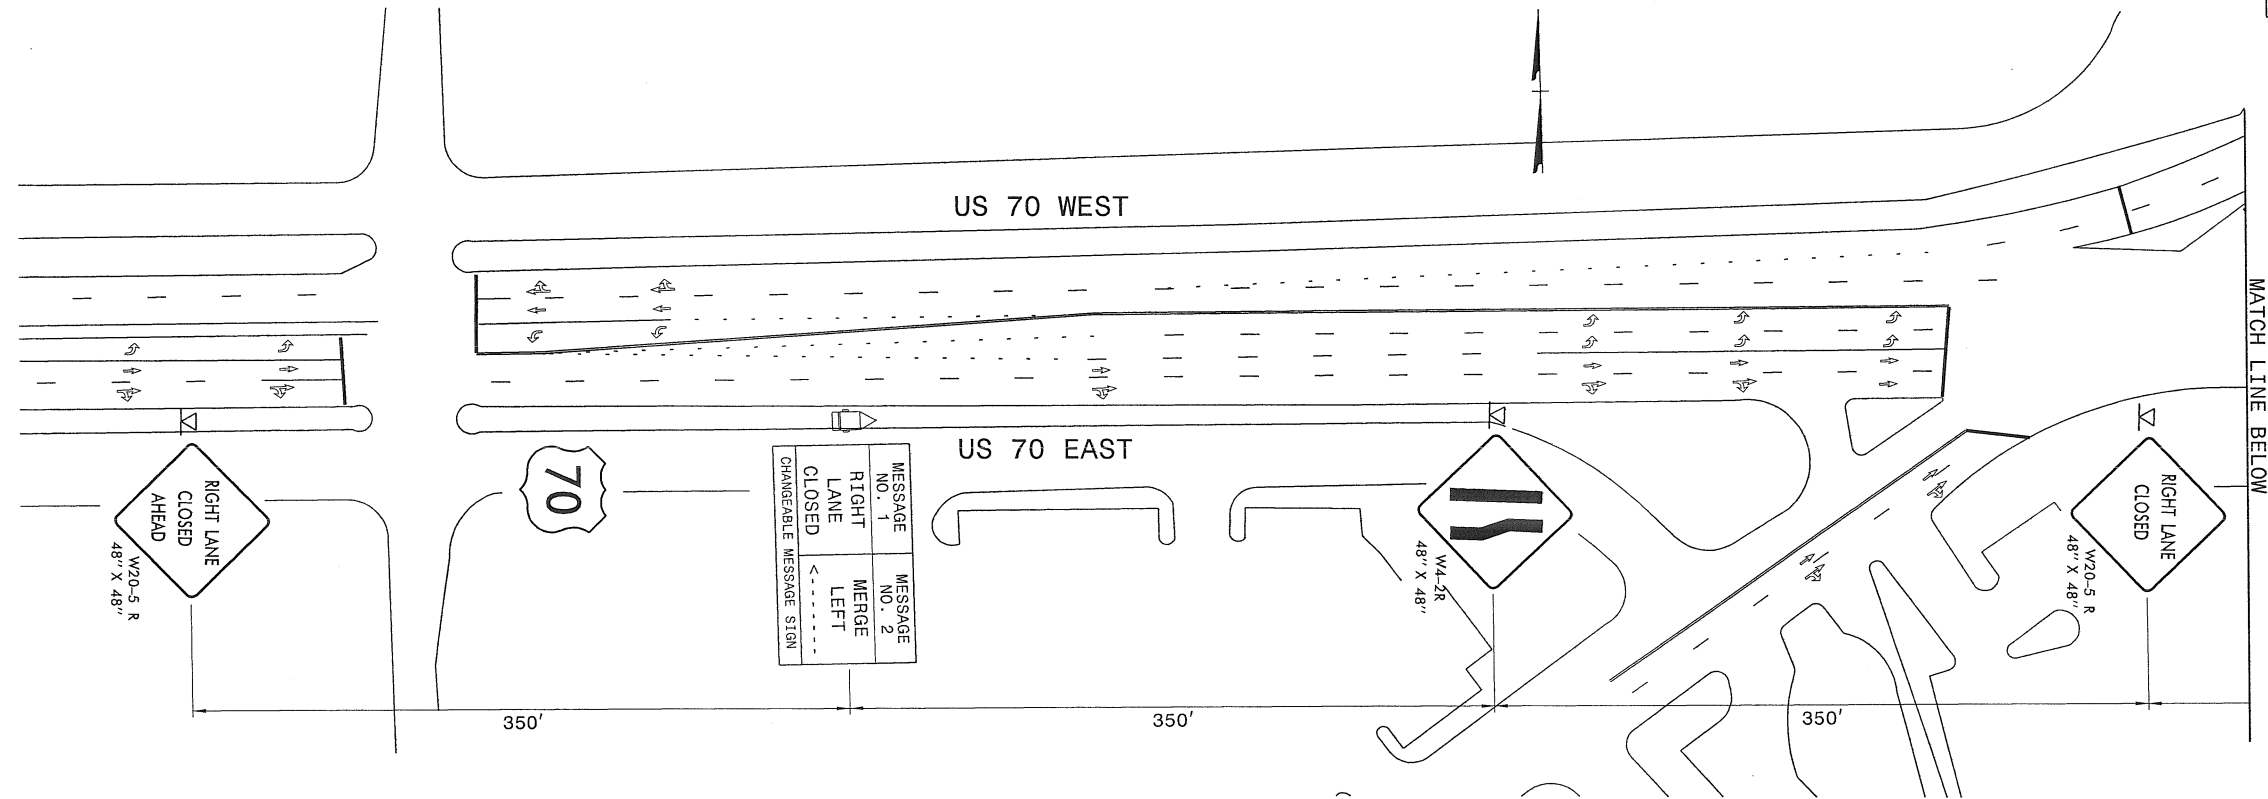 US 70 WEST
US 70 EAST
MATCH LINE BELOW
RIGHT LANE
CLOSED
AHEAD
W20-5 R
48" X 48"
70
MESSAGE
NO. 1
RIGHT
LANE
CLOSED
MESSAGE
NO. 2
MERGE
LEFT
<-------
CHANGEABLE MESSAGE SIGN
W4-2R
48" X 48"
RIGHT LANE
CLOSED
W20-5 R
48" X 48"
350'
350'
350'